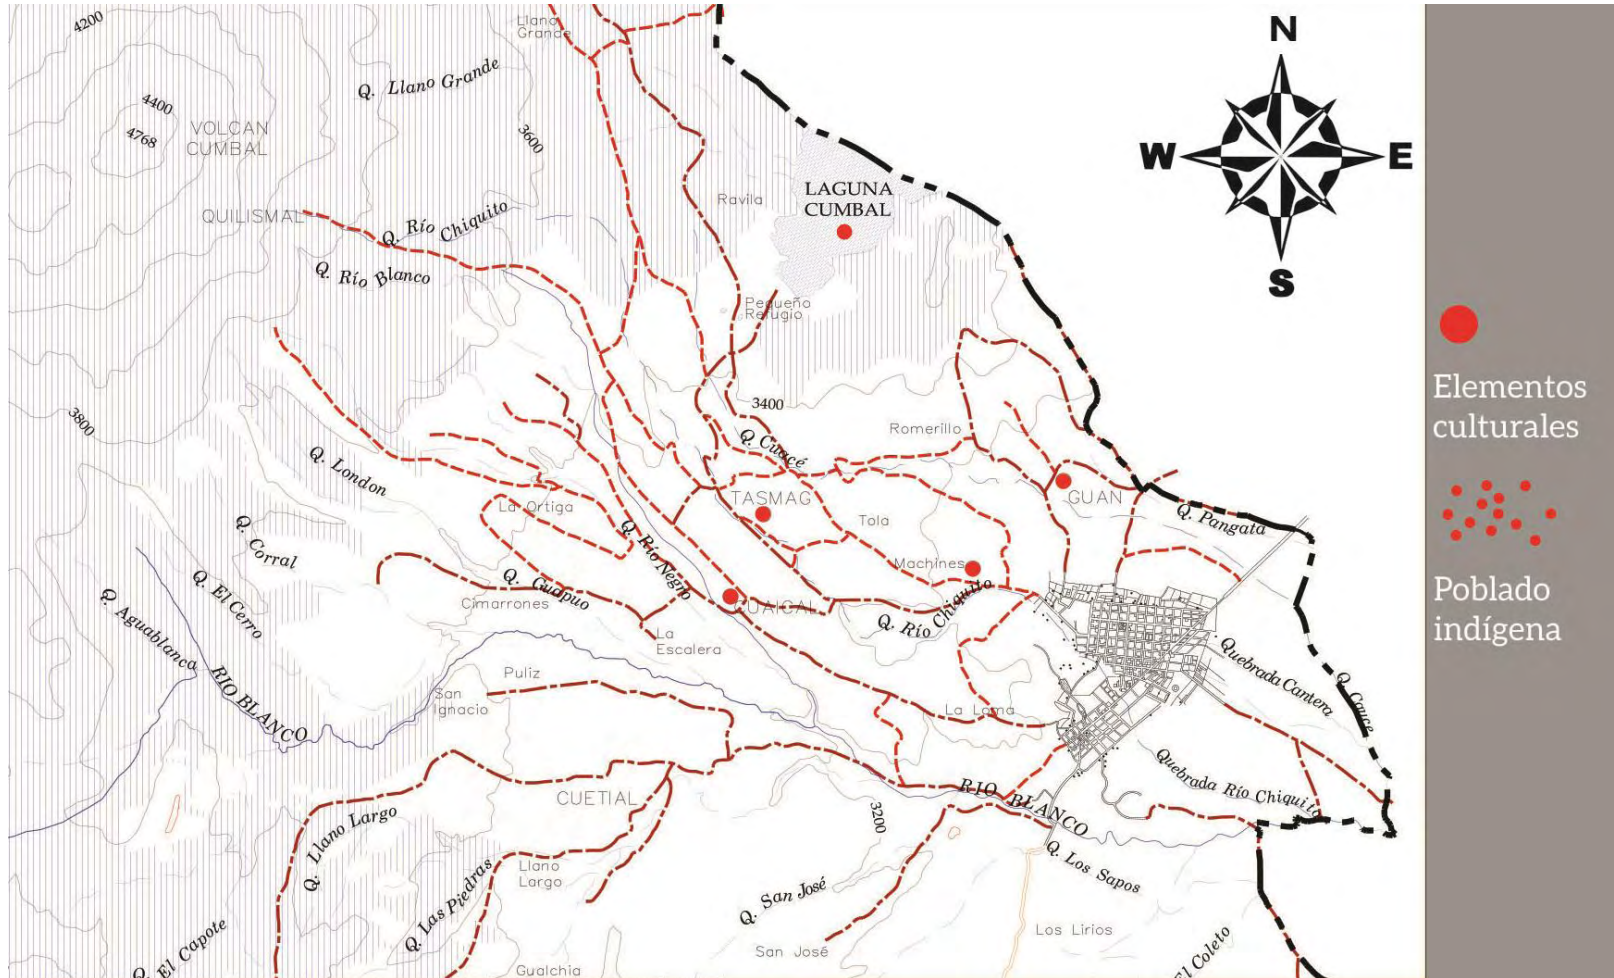 4200
Llano
Grande
Q. Llano Grande
4400
4768
VOLCAN
CUMBAL
3600
N
W
E
S
LAGUNA
CUMBAL
Ravila
QUILISMAL
Q. Río Chiquito
Q. Río Blanco
Pequeño
Refugio
3800
3400
Romerillo
Q. Cuacé
Q. London
TASMAG
GUAN
La Ortiga
Tola
Q. Pangata
Q. Río Negro
Q. Corral
Machines
Q. El Cerro
Q. Guapuo
Cimarrones
CUAICAL
Q. Río Chiquito
Q. Aguablanca
La
Escalera
Quebrada Cantera
Q. Cauce
RIO BLANCO
Puliz
San
Ignacio
La Loma
Quebrada Río Chiquito
CUETIAL
RIO BLANCO
3200
Q. Llano Largo
Q. Los Sapos
Llano
Largo
Q. San José
Q. Las Piedras
Los Lirios
San José
Q. El Capote
Gualchia
El Coleto
Elementos
culturales
Poblado
indígena